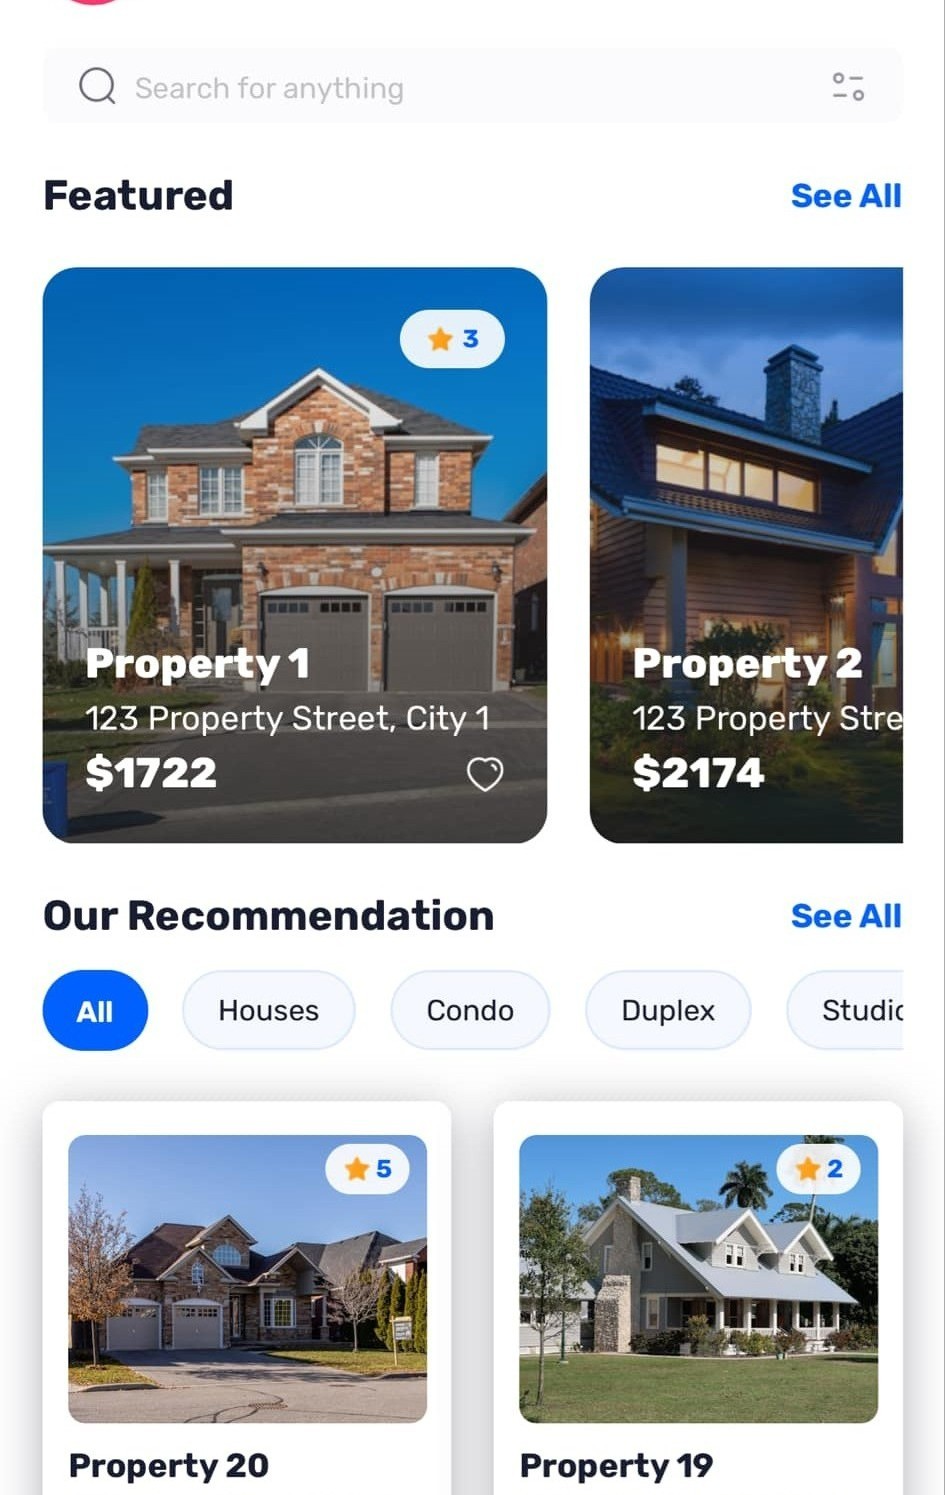 Search for anything
Featured
See All
3
Property 1
123 Property Street, City 1
$1722
Property 2
123 Property Stre
$2174
Our Recommendation
See All
All
Houses
Condo
Duplex
Studio
5
2
Property 20
Property 19